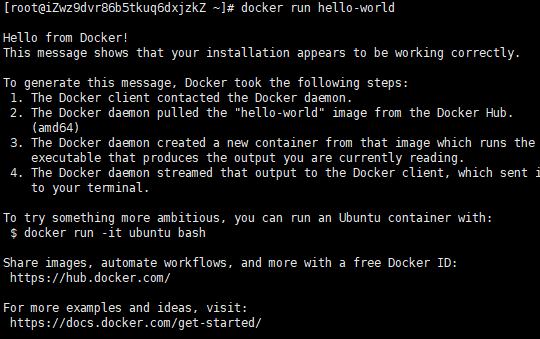 [root@iZwz9dvr86b5tkuq6dxjzkZ ~]# docker run hello-world
Hello from Docker!
This message shows that your installation appears to be working correctly.
To generate this message, Docker took the following steps:
1. The Docker client contacted the Docker daemon.
2. The Docker daemon pulled the "hello-world" image from the Docker Hub.
(amd64)
3. The Docker daemon created a new container from that image which runs the
executable that produces the output you are currently reading.
4. The Docker daemon streamed that output to the Docker client, which sent i
to your terminal.
To try something more ambitious, you can run an Ubuntu container with:
$ docker run -it ubuntu bash
Share images, automate workflows, and more with a free Docker ID:
https://hub.docker.com/
For more examples and ideas, visit:
https://docs.docker.com/get-started/